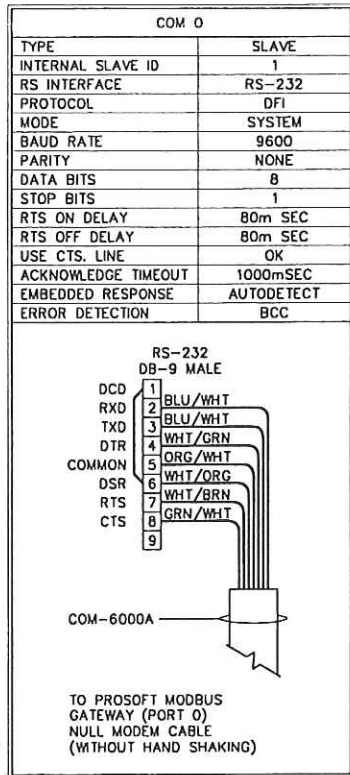 COM 0
TYPE SLAVE
INTERNAL SLAVE ID 1
RS INTERFACE RS-232
PROTOCOL DFI
MODE SYSTEM
BAUD RATE 9600
PARITY NONE
DATA BITS 8
STOP BITS 1
RTS ON DELAY 80m SEC
RTS OFF DELAY 80m SEC
USE CTS. LINE OK
ACKNOWLEDGE TIMEOUT 1000mSEC
EMBEDDED RESPONSE AUTODETECT
ERROR DETECTION BCC
RS-232
DB-9 MALE
DCD 1
RXD 2 BLU/WHT
TXD 3 BLU/WHT
DTR 4 WHT/GRN
COMMON 5 ORG/WHT
DSR 6 WHT/ORG
RTS 7 WHT/BRN
CTS 8 GRN/WHT
9
COM-6000A
TO PROSOFT MODBUS
GATEWAY (PORT 0)
NULL MODEM CABLE
(WITHOUT HAND SHAKING)